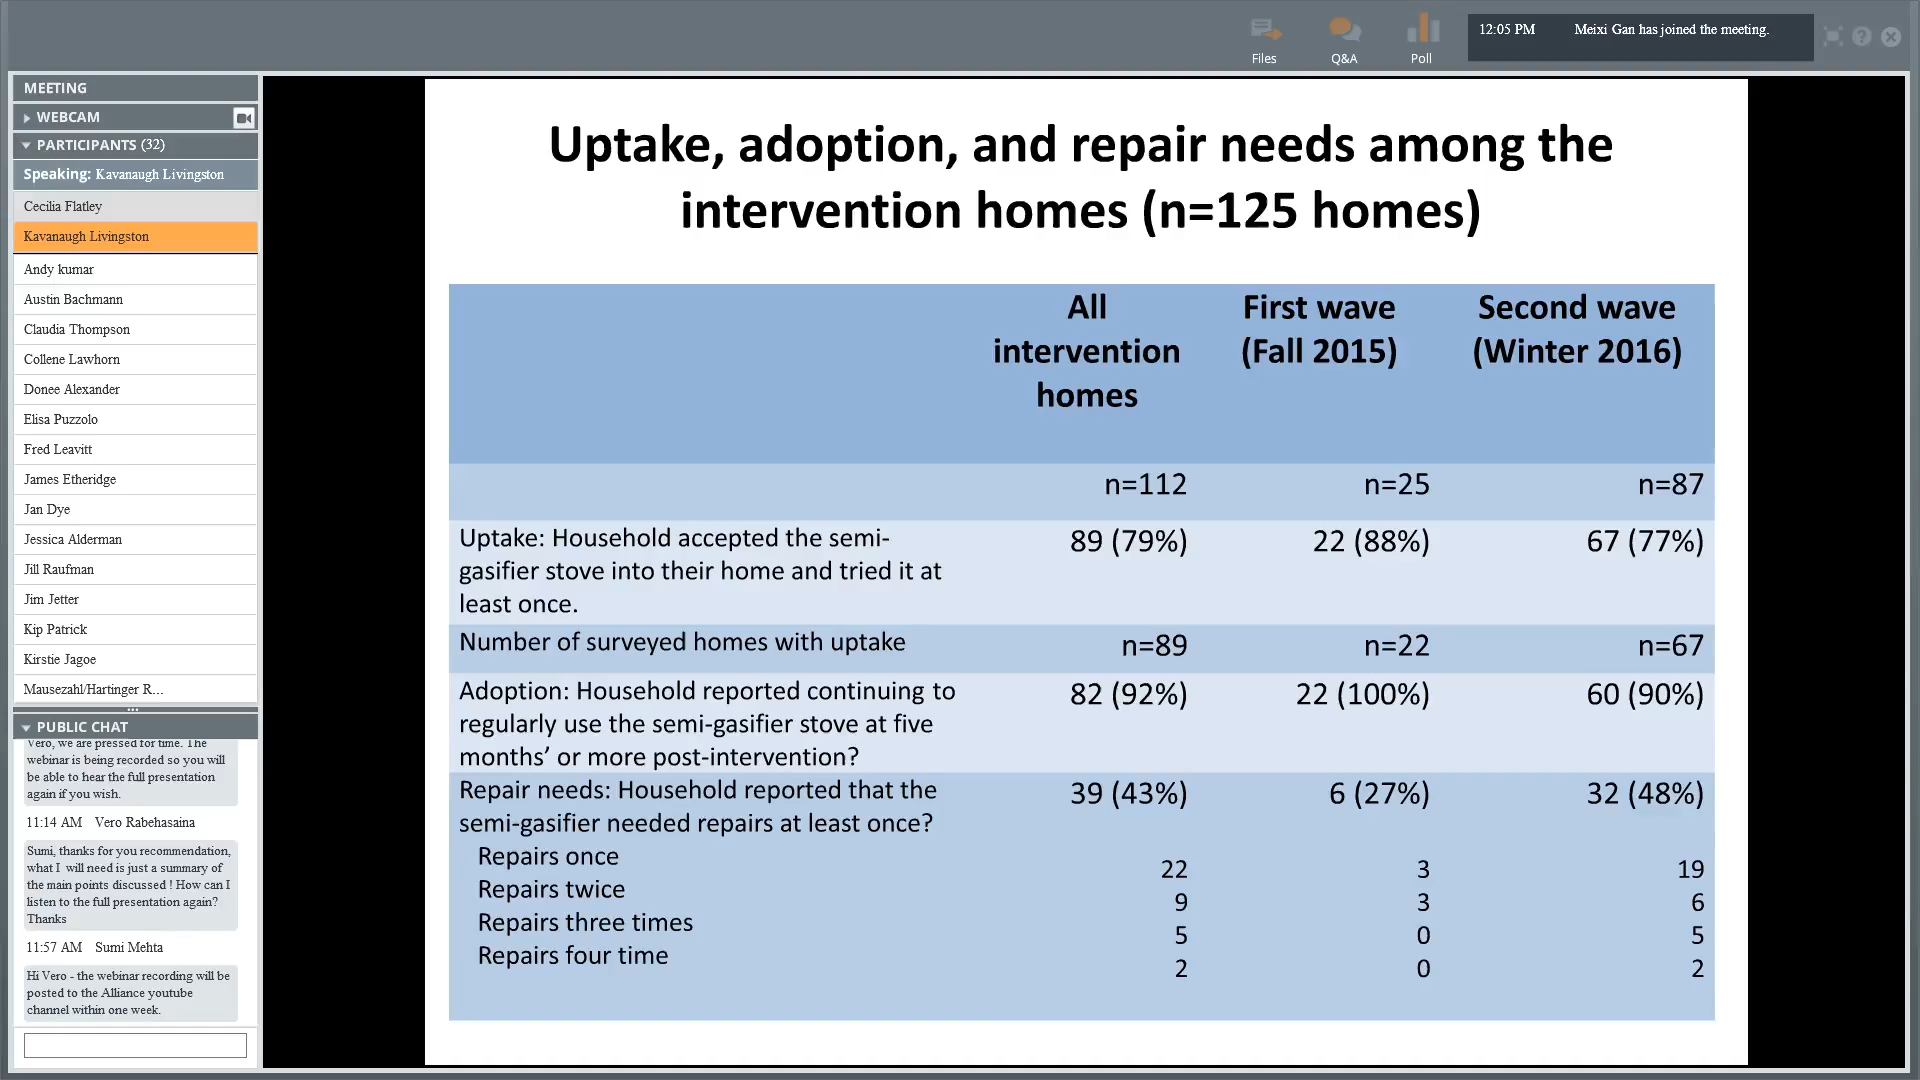 Files
Q&A
Poll
12:05 PM Meixi Gan has joined the meeting.
MEETING
WEBCAM
PARTICIPANTS (32)
Speaking: Kavanaugh Livingston
Cecilia Flatley
Kavanaugh Livingston
Andy kumar
Austin Bachmann
Claudia Thompson
Collene Lawhorn
Donee Alexander
Elisa Puzzolo
Fred Leavitt
James Etheridge
Jan Dye
Jessica Alderman
Jill Raufman
Jim Jetter
Kip Patrick
Kirstie Jagoe
Mausezahl/Hartinger R...
PUBLIC CHAT
Vero, we are pressed for time. The
webinar is being recorded so you will
be able to hear the full presentation
again if you wish.
11:14 AM Vero Rabehasaina
Sumi, thanks for you recommendation,
what I will need is just a summary of
the main points discussed ! How can I
listen to the full presentation again?
Thanks
11:57 AM Sumi Mehta
Hi Vero - the webinar recording will be
posted to the Alliance youtube
channel within one week.
Uptake, adoption, and repair needs among the
intervention homes (n=125 homes)
All intervention homes First wave (Fall 2015) Second wave (Winter 2016)
n=112 n=25 n=87
Uptake: Household accepted the semi-
gasifier stove into their home and tried it at
least once.
89 (79%) 22 (88%) 67 (77%)
Number of surveyed homes with uptake n=89 n=22 n=67
Adoption: Household reported continuing to
regularly use the semi-gasifier stove at five
months’ or more post-intervention?
82 (92%) 22 (100%) 60 (90%)
Repair needs: Household reported that the
semi-gasifier needed repairs at least once?
39 (43%) 6 (27%) 32 (48%)
Repairs once 22 3 19
Repairs twice 9 3 6
Repairs three times 5 0 5
Repairs four time 2 0 2